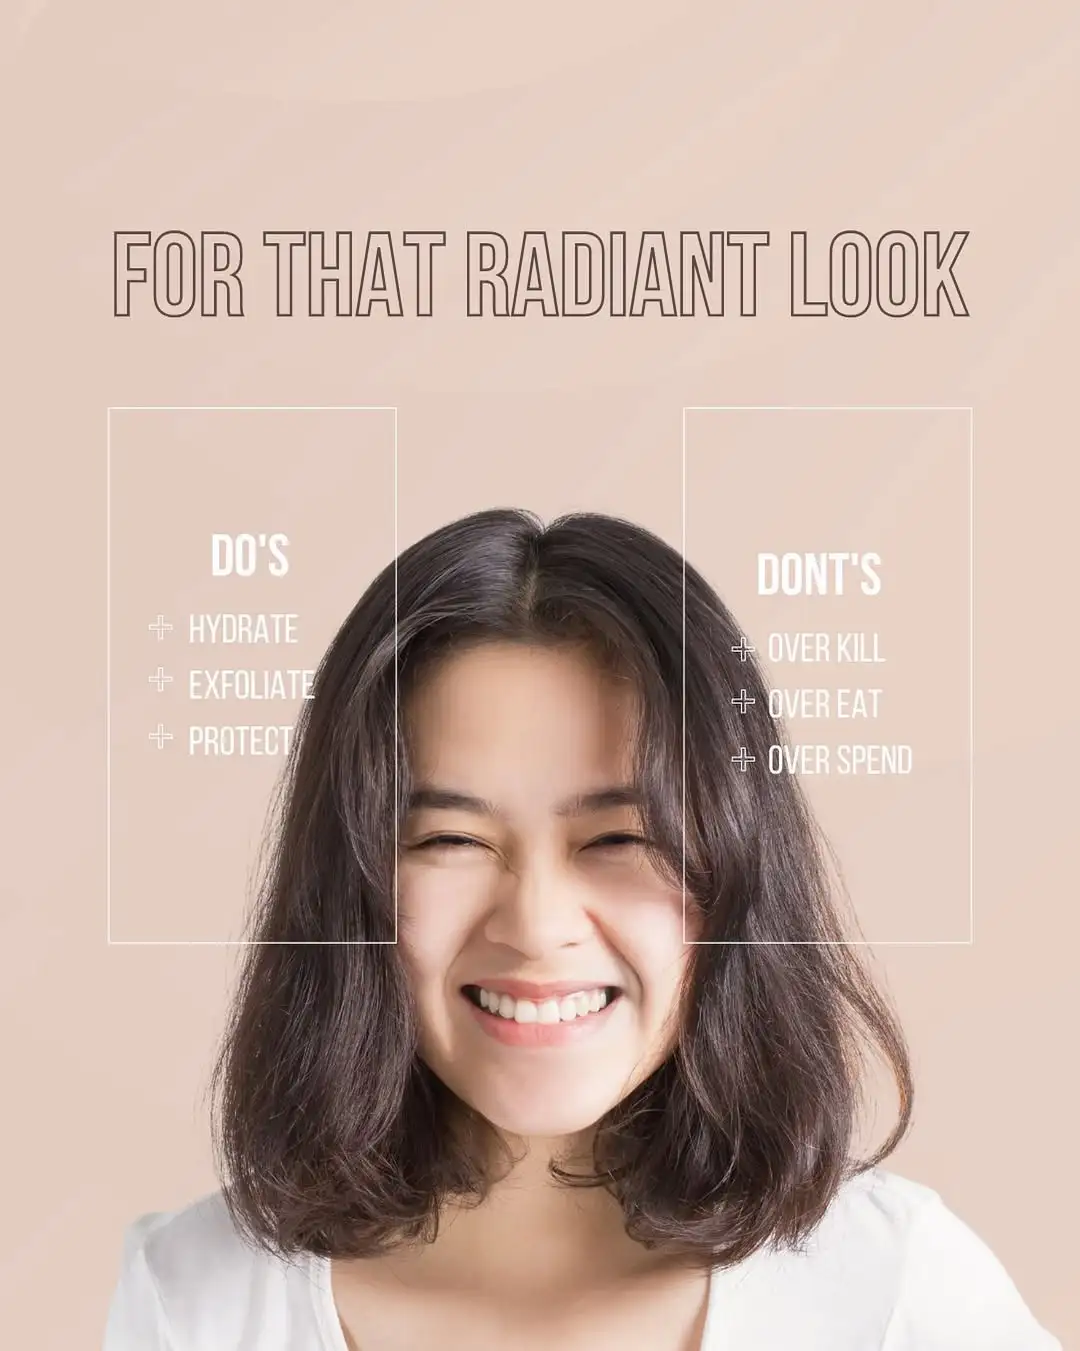 FOR THAT RADIANT LOOK
DO'S
HYDRATE
EXFOLIATE
PROTECT
DONT'S
OVER KILL
OVER EAT
OVER SPEND